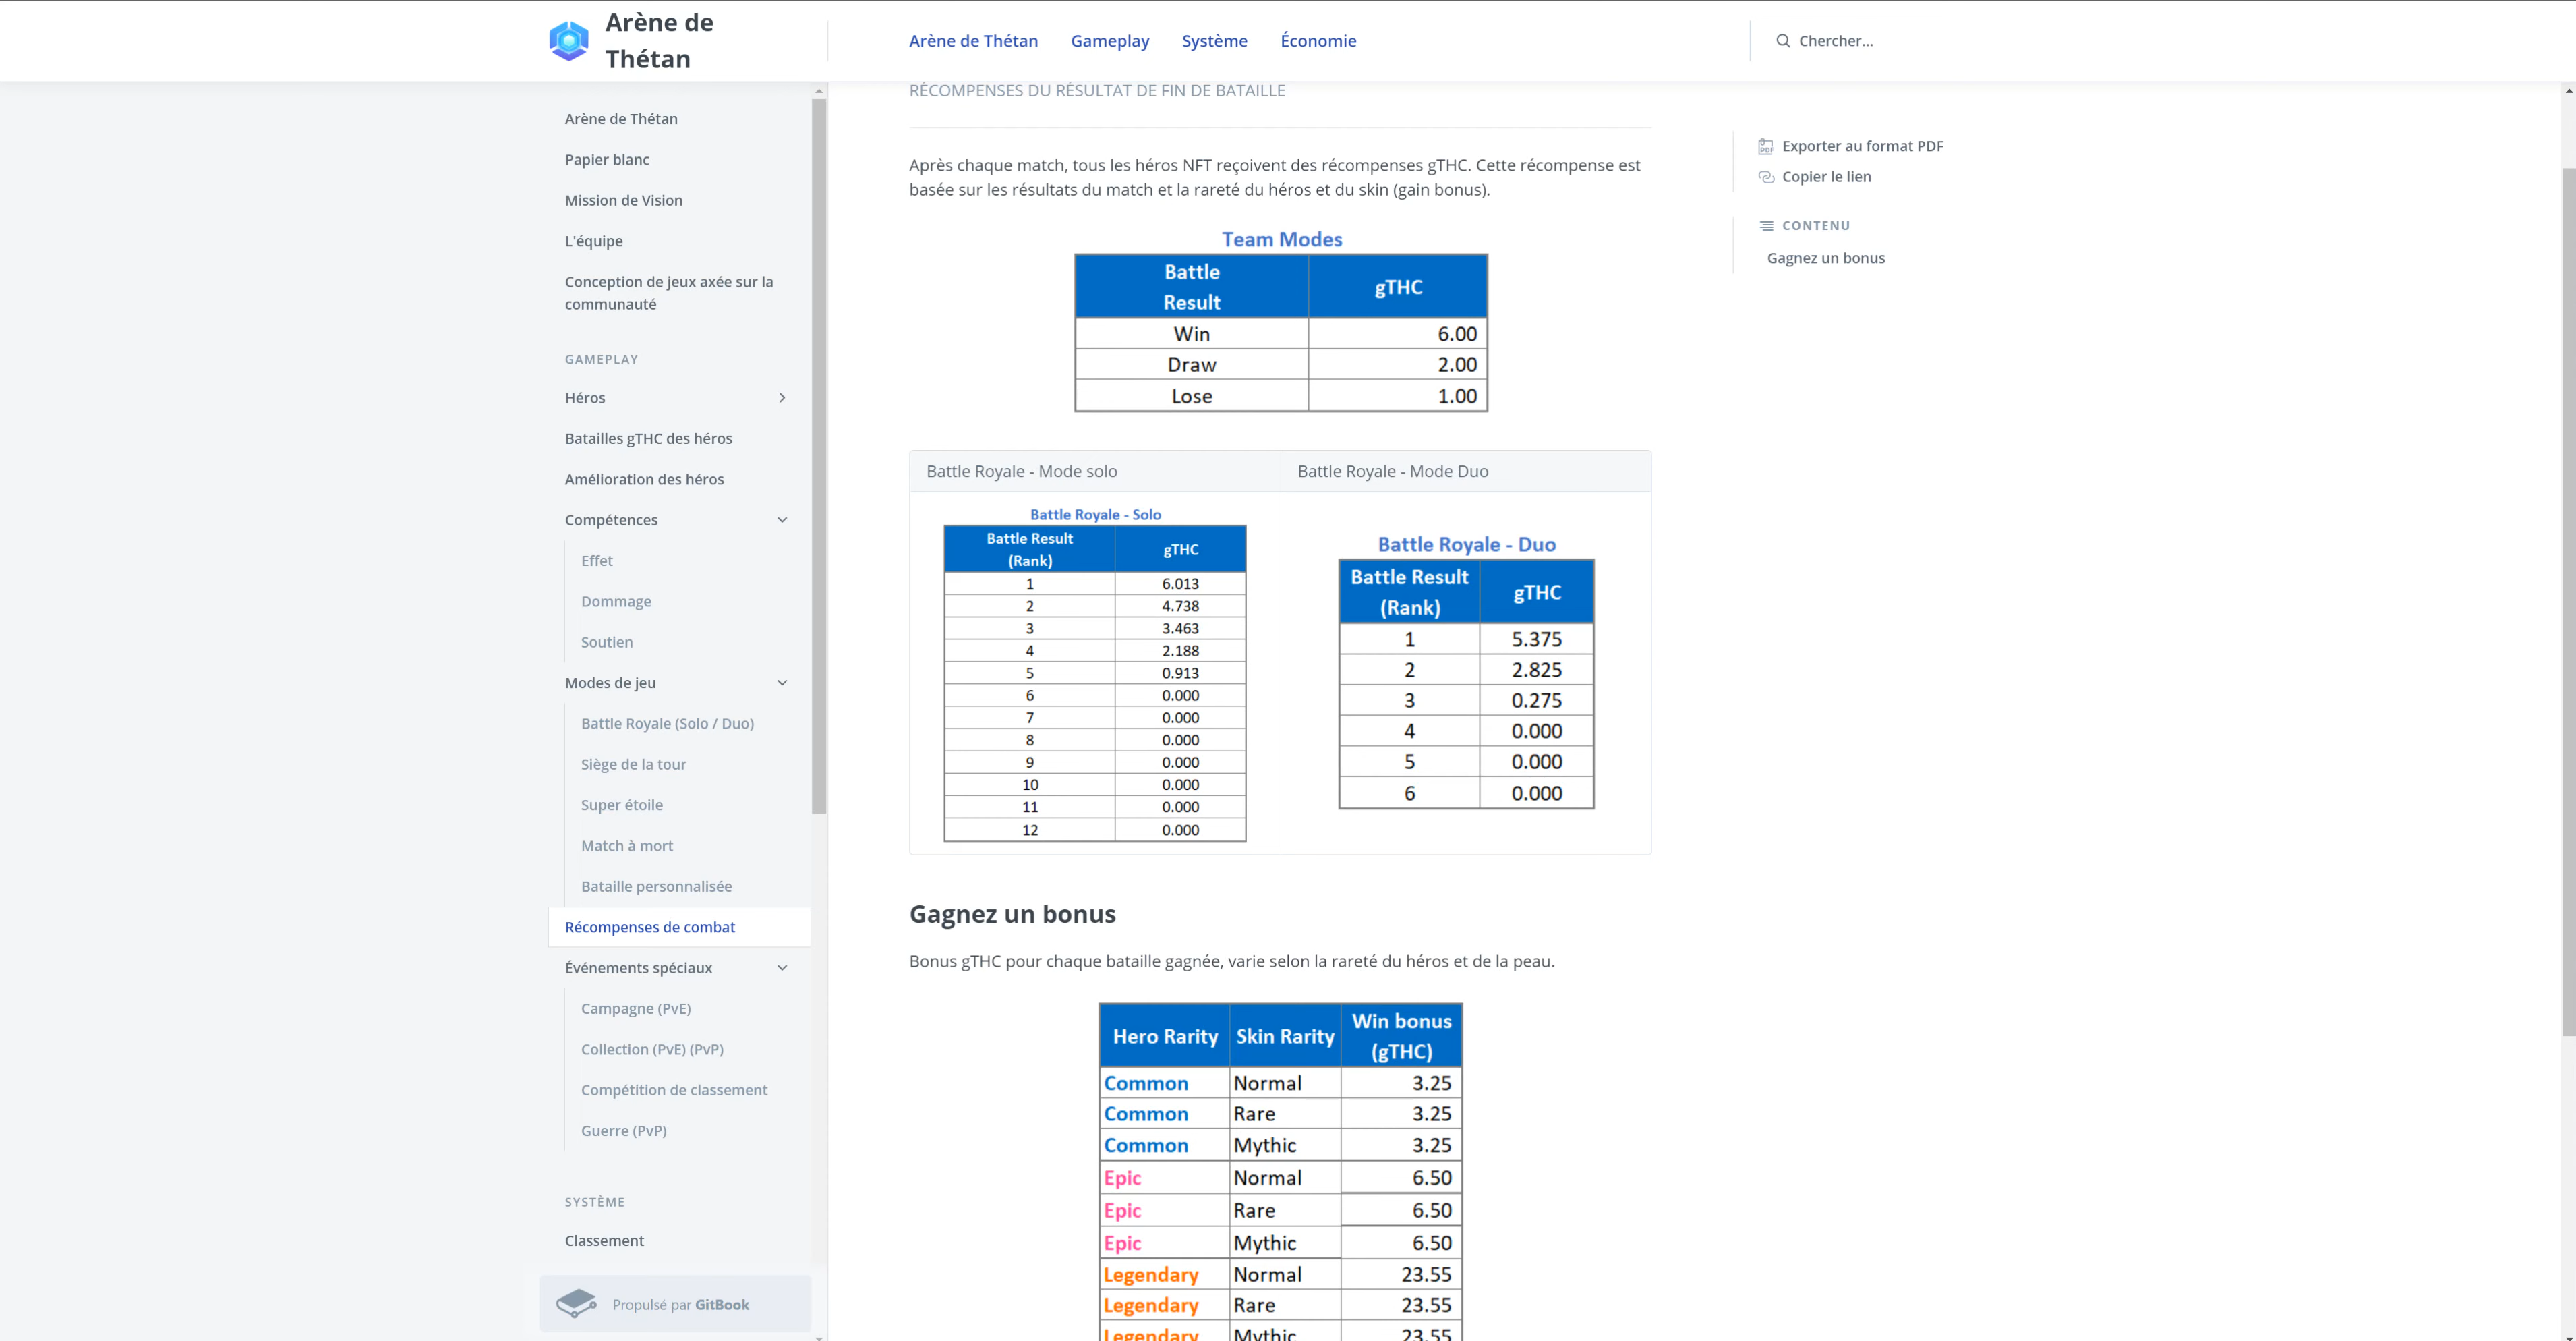 Arène de
Thétan
Arène de Thétan
Gameplay
Système
Économie
Chercher...
Arène de Thétan
Papier blanc
Mission de Vision
L'équipe
Conception de jeux axée sur la
communauté
GAMEPLAY
Héros
Batailles gTHC des héros
Amélioration des héros
Compétences
Effet
Dommage
Soutien
Modes de jeu
Battle Royale (Solo / Duo)
Siège de la tour
Super étoile
Match à mort
Bataille personnalisée
Récompenses de combat
Événements spéciaux
Campagne (PvE)
Collection (PvE) (PvP)
Compétition de classement
Guerre (PvP)
SYSTÈME
Classement
Propulsé par GitBook
RÉCOMPENSES DU RÉSULTAT DE FIN DE BATAILLE
Après chaque match, tous les héros NFT reçoivent des récompenses gTHC. Cette récompense est
basée sur les résultats du match et la rareté du héros et du skin (gain bonus).
Team Modes
Battle
Result
gTHC
Win 6.00
Draw 2.00
Lose 1.00
Battle Royale - Mode solo
Battle Royale - Solo
Battle Result
(Rank)
gTHC
1 6.013
2 4.738
3 3.463
4 2.188
5 0.913
6 0.000
7 0.000
8 0.000
9 0.000
10 0.000
11 0.000
12 0.000
Battle Royale - Mode Duo
Battle Royale - Duo
Battle Result
(Rank)
gTHC
1 5.375
2 2.825
3 0.275
4 0.000
5 0.000
6 0.000
Gagnez un bonus
Bonus gTHC pour chaque bataille gagnée, varie selon la rareté du héros et de la peau.
Hero Rarity
Skin Rarity
Win bonus
(gTHC)
Common Normal 3.25
Common Rare 3.25
Common Mythic 3.25
Epic Normal 6.50
Epic Rare 6.50
Epic Mythic 6.50
Legendary Normal 23.55
Legendary Rare 23.55
Legendary Mythic 23.55
PDF
Exporter au format PDF
Copier le lien
CONTENU
Gagnez un bonus